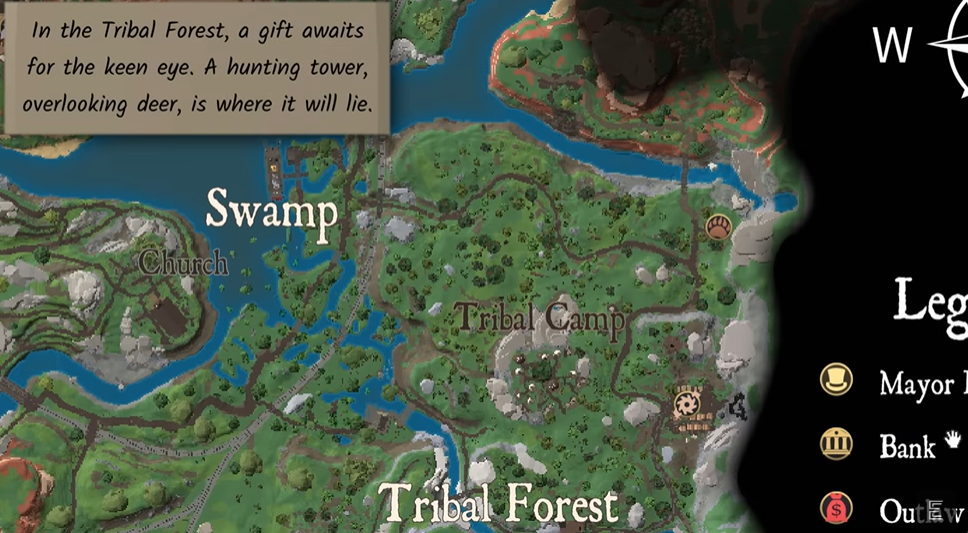 In the Tribal Forest, a gift awaits
for the keen eye. A hunting tower,
overlooking deer, is where it will lie.
W
Swamp
Church
Leg
Tribal Camp
Mayor
Bank
Tribal Forest
Ou